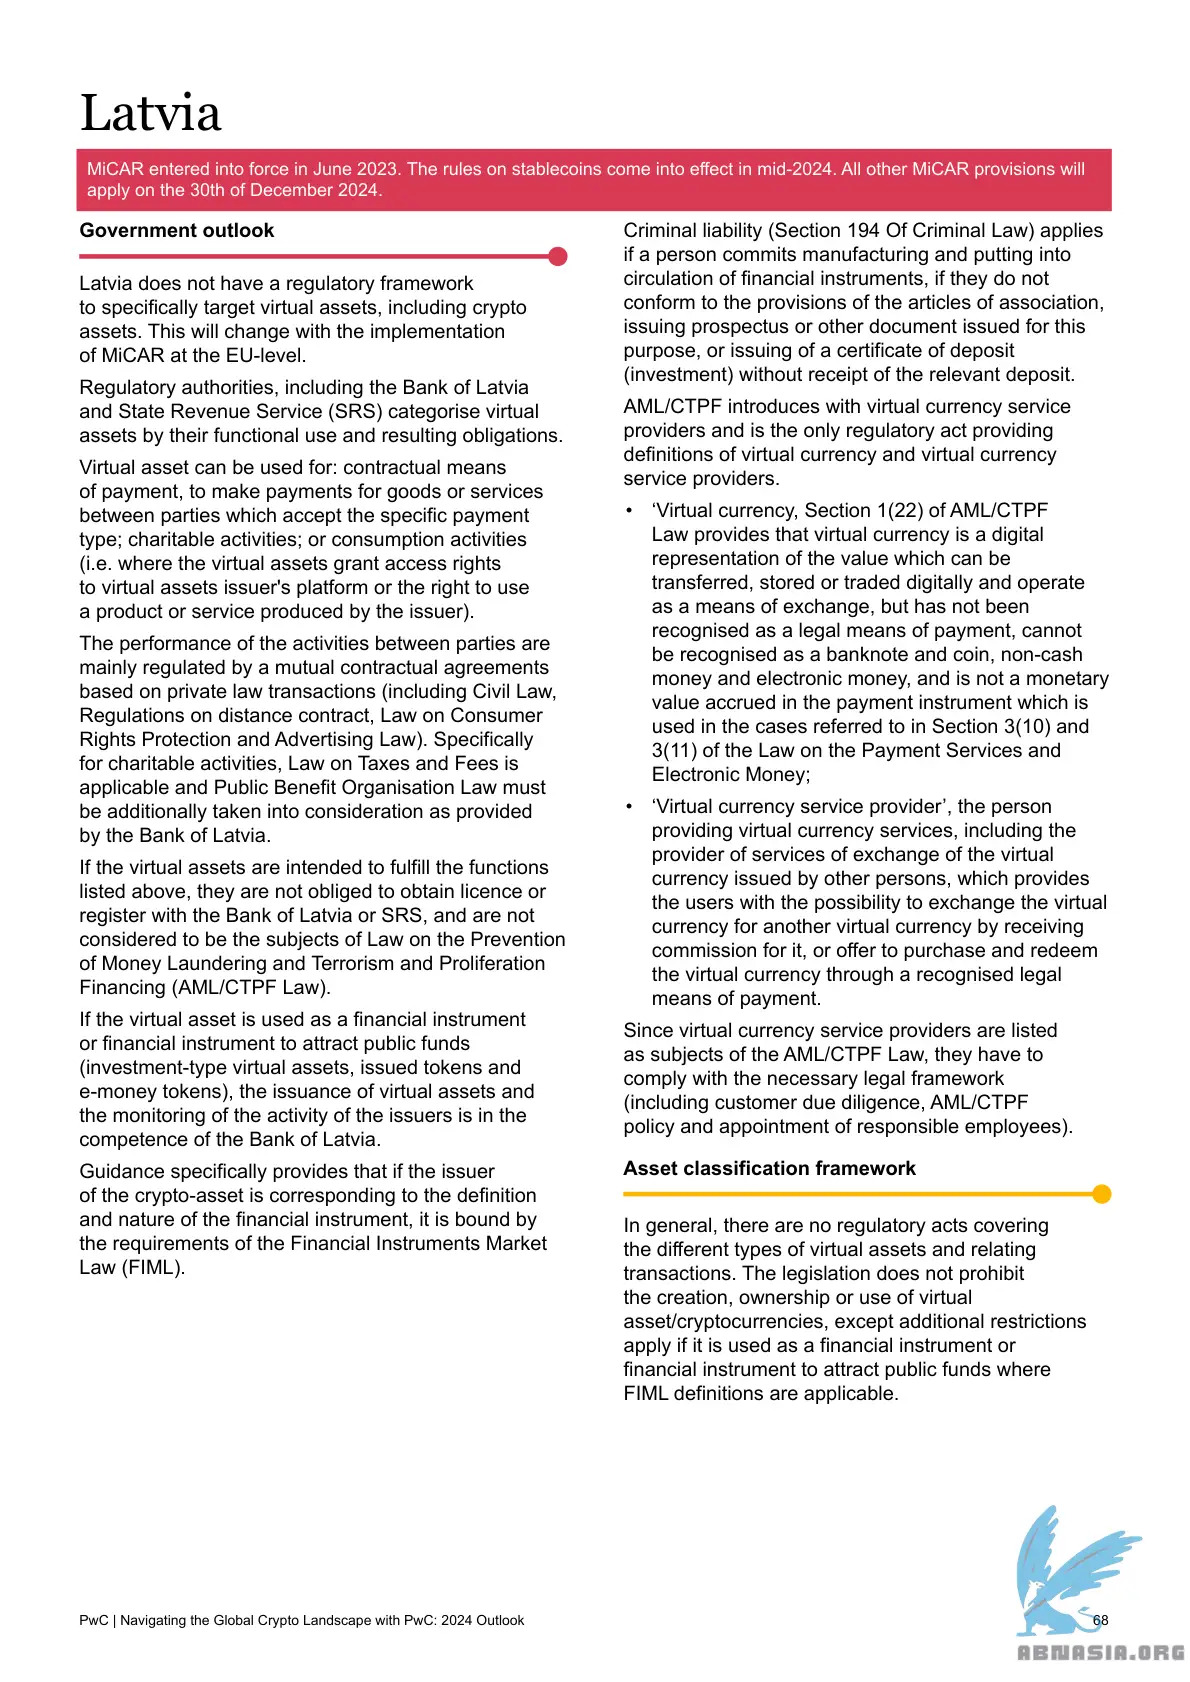 Latvia
MiCAR entered into force in June 2023. The rules on stablecoins come into effect in mid-2024. All other MiCAR provisions will
apply on the 30th of December 2024.
Government outlook
Latvia does not have a regulatory framework
to specifically target virtual assets, including crypto
assets. This will change with the implementation
of MiCAR at the EU-level.
Regulatory authorities, including the Bank of Latvia
and State Revenue Service (SRS) categorise virtual
assets by their functional use and resulting obligations.
Virtual asset can be used for: contractual means
of payment, to make payments for goods or services
between parties which accept the specific payment
type; charitable activities; or consumption activities
(i.e. where the virtual assets grant access rights
to virtual assets issuer's platform or the right to use
a product or service produced by the issuer).
The performance of the activities between parties are
mainly regulated by a mutual contractual agreements
based on private law transactions (including Civil Law,
Regulations on distance contract, Law on Consumer
Rights Protection and Advertising Law). Specifically
for charitable activities, Law on Taxes and Fees is
applicable and Public Benefit Organisation Law must
be additionally taken into consideration as provided
by the Bank of Latvia.
If the virtual assets are intended to fulfill the functions
listed above, they are not obliged to obtain licence or
register with the Bank of Latvia or SRS, and are not
considered to be the subjects of Law on the Prevention
of Money Laundering and Terrorism and Proliferation
Financing (AML/CTPF Law).
If the virtual asset is used as a financial instrument
or financial instrument to attract public funds
(investment-type virtual assets, issued tokens and
e-money tokens), the issuance of virtual assets and
the monitoring of the activity of the issuers is in the
competence of the Bank of Latvia.
Guidance specifically provides that if the issuer
of the crypto-asset is corresponding to the definition
and nature of the financial instrument, it is bound by
the requirements of the Financial Instruments Market
Law (FIML).
Criminal liability (Section 194 Of Criminal Law) applies
if a person commits manufacturing and putting into
circulation of financial instruments, if they do not
conform to the provisions of the articles of association,
issuing prospectus or other document issued for this
purpose, or issuing of a certificate of deposit
(investment) without receipt of the relevant deposit.
AML/CTPF introduces with virtual currency service
providers and is the only regulatory act providing
definitions of virtual currency and virtual currency
service providers.
• ‘Virtual currency, Section 1(22) of AML/CTPF
Law provides that virtual currency is a digital
representation of the value which can be
transferred, stored or traded digitally and operate
as a means of exchange, but has not been
recognised as a legal means of payment, cannot
be recognised as a banknote and coin, non-cash
money and electronic money, and is not a monetary
value accrued in the payment instrument which is
used in the cases referred to in Section 3(10) and
3(11) of the Law on the Payment Services and
Electronic Money;
• ‘Virtual currency service provider’, the person
providing virtual currency services, including the
provider of services of exchange of the virtual
currency issued by other persons, which provides
the users with the possibility to exchange the virtual
currency for another virtual currency by receiving
commission for it, or offer to purchase and redeem
the virtual currency through a recognised legal
means of payment.
Since virtual currency service providers are listed
as subjects of the AML/CTPF Law, they have to
comply with the necessary legal framework
(including customer due diligence, AML/CTPF
policy and appointment of responsible employees).
Asset classification framework
In general, there are no regulatory acts covering
the different types of virtual assets and relating
transactions. The legislation does not prohibit
the creation, ownership or use of virtual
asset/cryptocurrencies, except additional restrictions
apply if it is used as a financial instrument or
financial instrument to attract public funds where
FIML definitions are applicable.
PwC | Navigating the Global Crypto Landscape with PwC: 2024 Outlook
68
ABNASIA.ORG